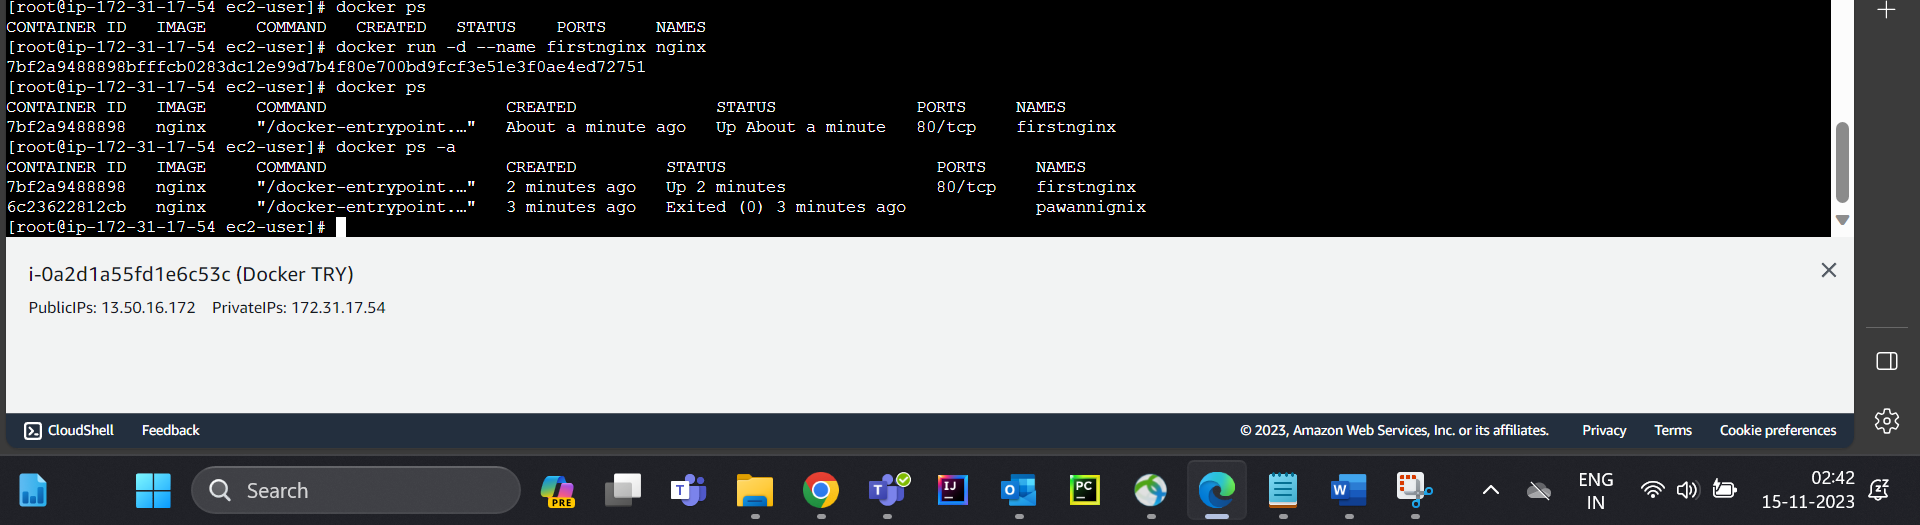 [root@ip-172-31-17-54 ec2-user]# docker ps
CONTAINER ID   IMAGE     COMMAND   CREATED   STATUS    PORTS     NAMES
[root@ip-172-31-17-54 ec2-user]# docker run -d --name firstnginx nginx
7bf2a9488898bfffcb0283dc12e99d7b4f80e700bd9fcf3e51e3f0ae4ed72751
[root@ip-172-31-17-54 ec2-user]# docker ps
CONTAINER ID   IMAGE     COMMAND                  CREATED              STATUS              PORTS     NAMES
7bf2a9488898   nginx     "/docker-entrypoint.…"   About a minute ago   Up About a minute   80/tcp    firstnginx
[root@ip-172-31-17-54 ec2-user]# docker ps -a
CONTAINER ID   IMAGE     COMMAND                  CREATED         STATUS                     PORTS     NAMES
7bf2a9488898   nginx     "/docker-entrypoint.…"   2 minutes ago   Up 2 minutes               80/tcp    firstnginx
6c23622812cb   nginx     "/docker-entrypoint.…"   3 minutes ago   Exited (0) 3 minutes ago             pawannignix
[root@ip-172-31-17-54 ec2-user]#
i-0a2d1a55fd1e6c53c (Docker TRY)
PublicIPs: 13.50.16.172 PrivateIPs: 172.31.17.54
CloudShell Feedback © 2023, Amazon Web Services, Inc. or its affiliates. Privacy Terms Cookie preferences
Search PRE T T IJ O PC W ENG IN 02:42
15-11-2023